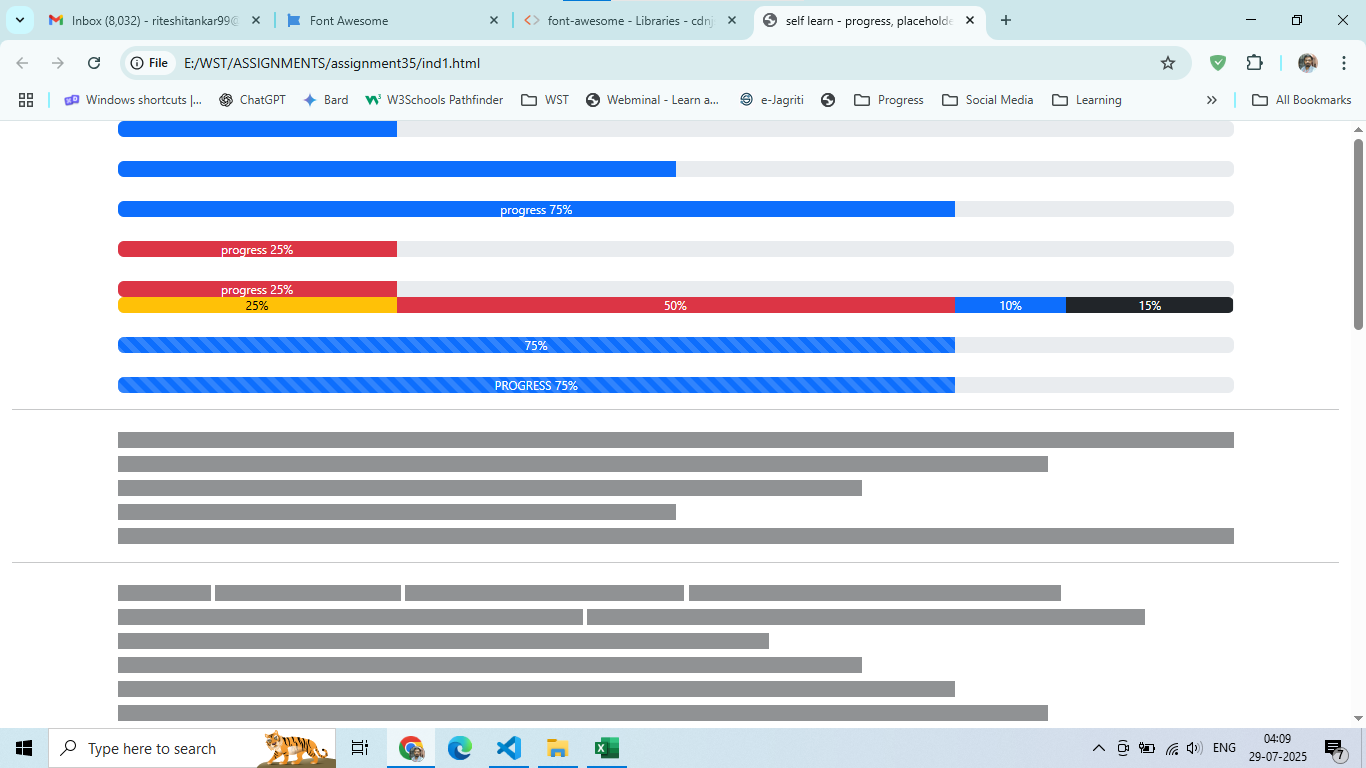 Inbox (8,032) - riteshitankar99@
Font Awesome
font-awesome - Libraries - cdnj
self learn - progress, placeholde
File
E:/WST/ASSIGNMENTS/assignment35/ind1.html
Windows shortcuts |...
ChatGPT
Bard
W3Schools Pathfinder
WST
Webminal - Learn a...
e-Jagriti
Progress
Social Media
Learning
»
All Bookmarks
progress 75%
progress 25%
progress 25%
25% 50% 10% 15%
75%
PROGRESS 75%
Type here to search
ENG
04:09
29-07-2025
7